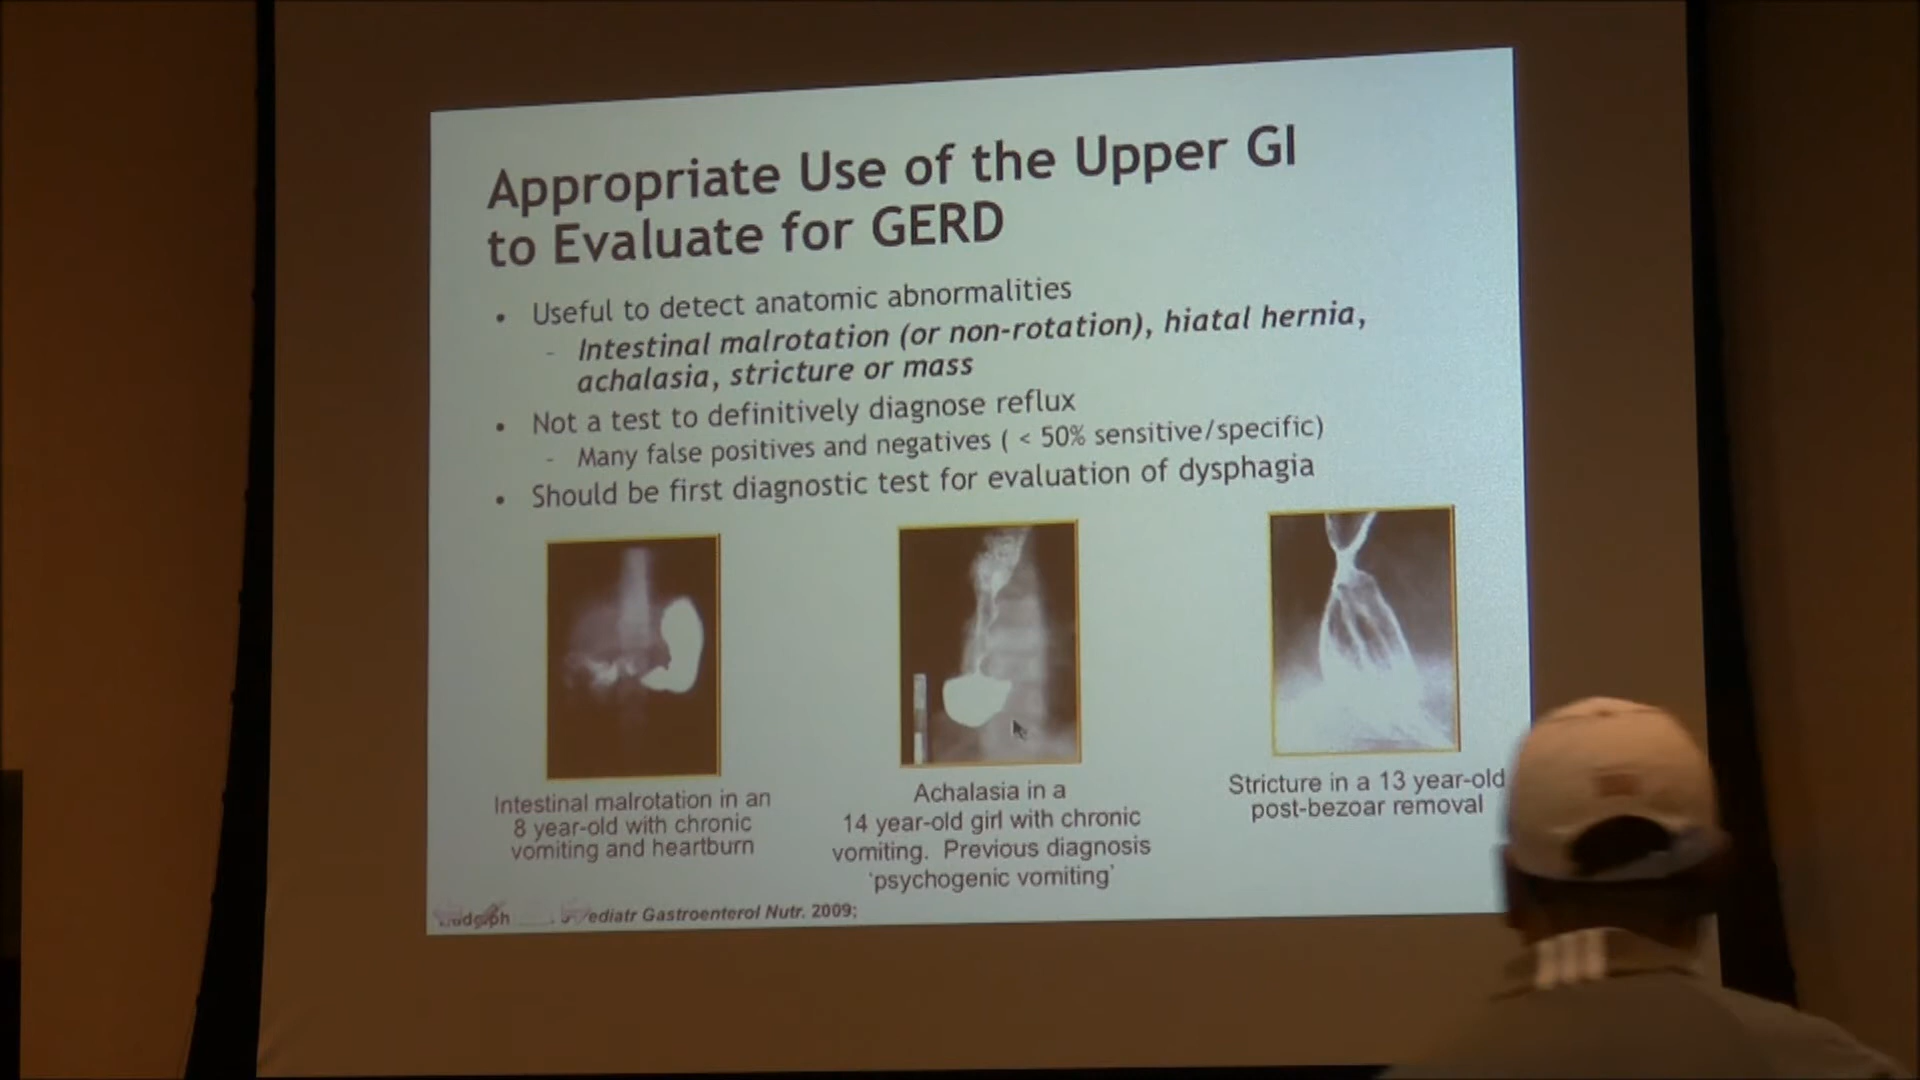 Appropriate Use of the Upper GI
to Evaluate for GERD
• Useful to detect anatomic abnormalities
- Intestinal malrotation (or non-rotation), hiatal hernia,
achalasia, stricture or mass
• Not a test to definitively diagnose reflux
- Many false positives and negatives ( < 50% sensitive/specific)
• Should be first diagnostic test for evaluation of dysphagia
Intestinal malrotation in an
8 year-old with chronic
vomiting and heartburn
Achalasia in a
14 year-old girl with chronic
vomiting. Previous diagnosis
'psychogenic vomiting'
Stricture in a 13 year-old
post-bezoar removal
Gastroenterol Nutr. 2009;